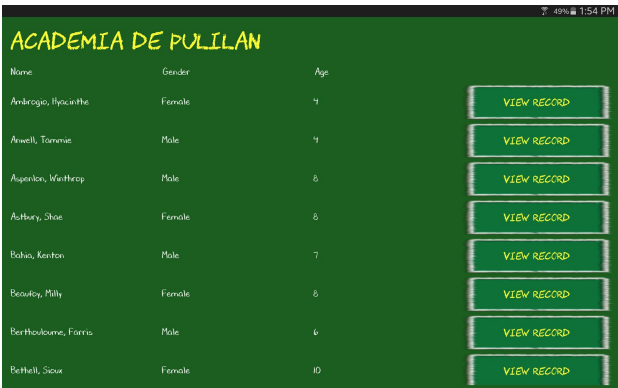 49% 1:54 PM
ACADEMIA DE PULILAN
Name Gender Age
Ambrogio, Hyacinthe Female 4 VIEW RECORD
Anwell, Tammie Male 4 VIEW RECORD
Aspenlon, Winthrop Male 8 VIEW RECORD
Astbury, Shae Female 8 VIEW RECORD
Bahia, Kenton Male 7 VIEW RECORD
Beaufoy, Milly Female 8 VIEW RECORD
Berthouloume, Farris Male 6 VIEW RECORD
Bethell, Sioux Female 10 VIEW RECORD